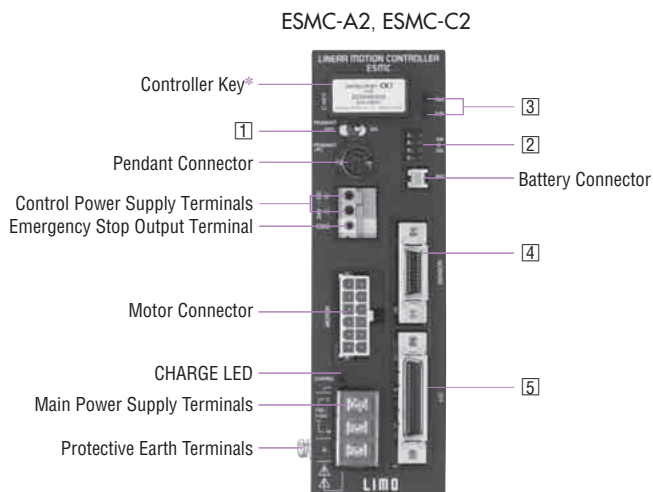 ESMC-A2, ESMC-C2
LINEAR MOTION CONTROLLER
ESMC
Controller Key*
3
1
2
Pendant Connector
Battery Connector
Control Power Supply Terminals
Emergency Stop Output Terminal
4
Motor Connector
MOTOR
CHARGE LED
5
Main Power Supply Terminals
Protective Earth Terminals
LIMO